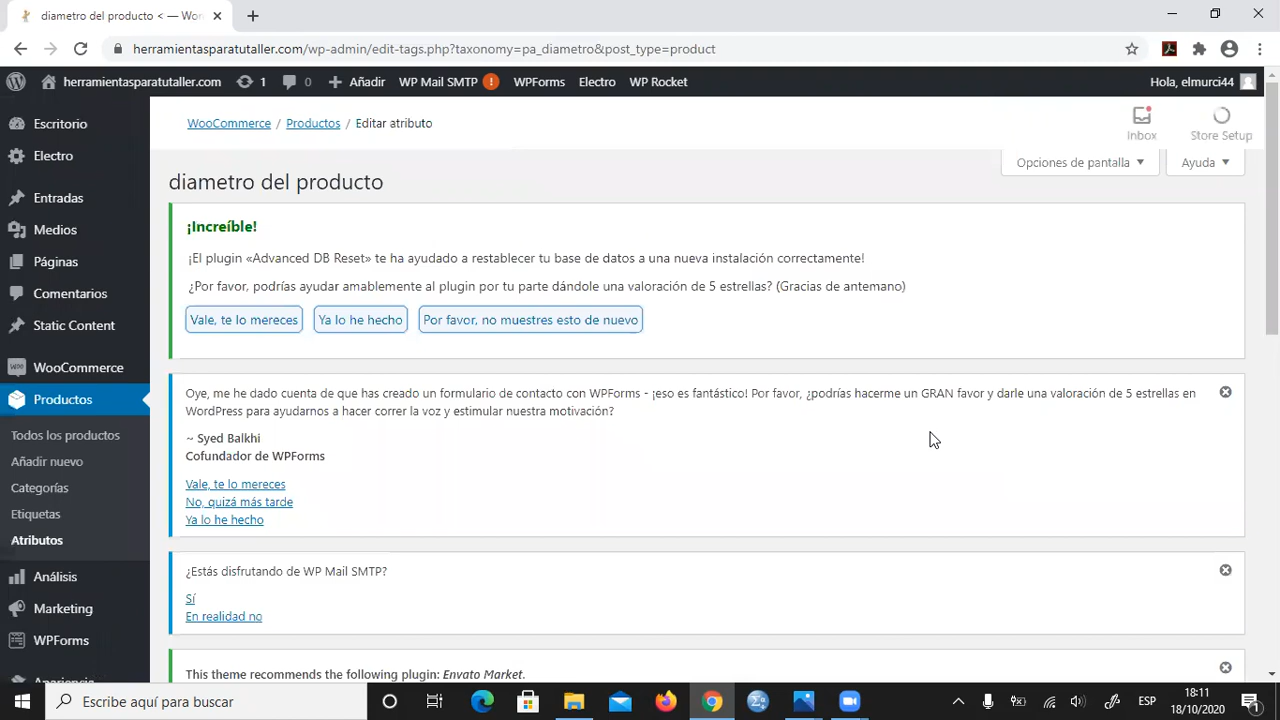 diametro del producto < — Wor
herramientasparatutaller.com/wp-admin/edit-tags.php?taxonomy=pa_diametro&post_type=product
herramientasparatutaller.com 1 0 Añadir WP Mail SMTP ! WPForms Electro WP Rocket Hola, elmurci44
Escritorio
Electro
Entradas
Medios
Páginas
Comentarios
Static Content
WooCommerce
Productos
Todos los productos
Añadir nuevo
Categorías
Etiquetas
Atributos
Análisis
Marketing
WPForms
Apariencia
WooCommerce / Productos / Editar atributo
Inbox
Store Setup
Opciones de pantalla
Ayuda
diametro del producto
¡Increíble!
¡El plugin «Advanced DB Reset» te ha ayudado a restablecer tu base de datos a una nueva instalación correctamente!
¿Por favor, podrías ayudar amablemente al plugin por tu parte dándole una valoración de 5 estrellas? (Gracias de antemano)
Vale, te lo mereces Ya lo he hecho Por favor, no muestres esto de nuevo
Oye, me he dado cuenta de que has creado un formulario de contacto con WPForms - ¡eso es fantástico! Por favor, ¿podrías hacerme un GRAN favor y darle una valoración de 5 estrellas en
WordPress para ayudarnos a hacer correr la voz y estimular nuestra motivación?
~ Syed Balkhi
Cofundador de WPForms
Vale, te lo mereces
No, quizá más tarde
Ya lo he hecho
¿Estás disfrutando de WP Mail SMTP?
Sí
En realidad no
This theme recommends the following plugin: Envato Market.
Escribe aquí para buscar
ESP
18:11
18/10/2020
1